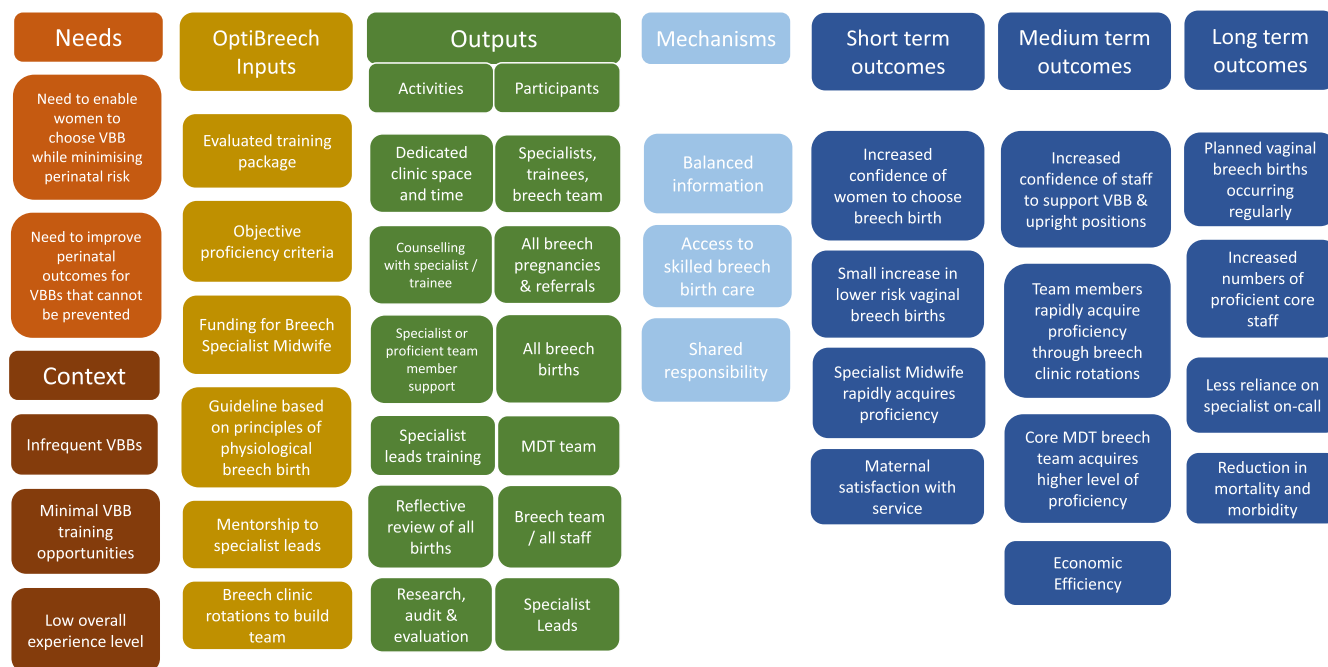 Needs
Need to enable
women to
choose VBB
while minimising
perinatal risk
Need to improve
perinatal
outcomes for
VBBs that cannot
be prevented
Context
Infrequent VBBs
Minimal VBB
training
opportunities
Low overall
experience level
OptiBreech
Inputs
Evaluated training
package
Objective
proficiency criteria
Funding for Breech
Specialist Midwife
Guideline based
on principles of
physiological
breech birth
Mentorship to
specialist leads
Breech clinic
rotations to build
team
Outputs
Activities
Participants
Dedicated
clinic space
and time
Specialists,
trainees,
breech team
Counselling
with specialist /
trainee
All breech
pregnancies
& referrals
Specialist or
proficient team
member
support
All breech
births
Specialist
leads training
MDT team
Reflective
review of all
births
Breech team
/ all staff
Research,
audit &
evaluation
Specialist
Leads
Mechanisms
Balanced
information
Access to
skilled breech
birth care
Shared
responsibility
Short term
outcomes
Increased
confidence of
women to choose
breech birth
Small increase in
lower risk vaginal
breech births
Specialist Midwife
rapidly acquires
proficiency
Maternal
satisfaction with
service
Medium term
outcomes
Increased
confidence of staff
to support VBB &
upright positions
Team members
rapidly acquire
proficiency
through breech
clinic rotations
Core MDT breech
team acquires
higher level of
proficiency
Economic
Efficiency
Long term
outcomes
Planned vaginal
breech births
occurring
regularly
Increased
numbers of
proficient core
staff
Less reliance on
specialist on-call
Reduction in
mortality and
morbidity